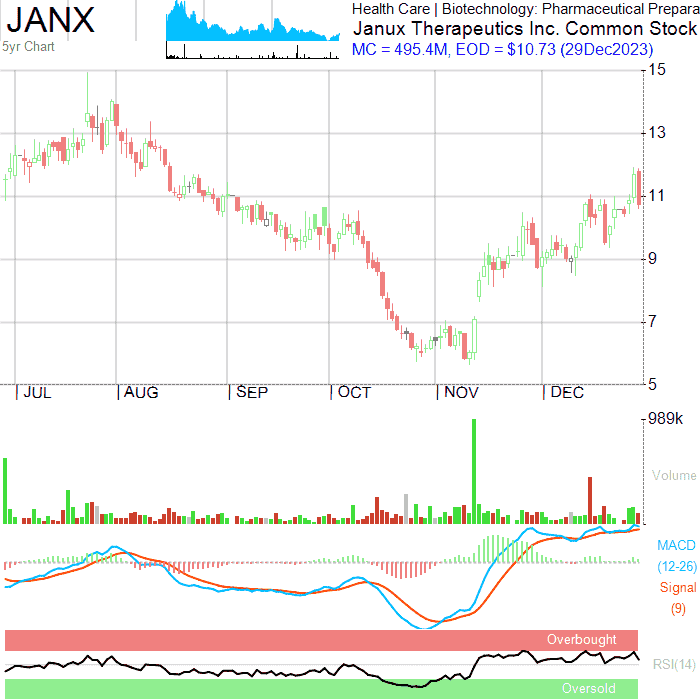 JANX
5yr Chart
Health Care | Biotechnology: Pharmaceutical Prepara
Janux Therapeutics Inc. Common Stock
MC = 495.4M, EOD = $10.73 (29Dec2023)
15
13
11
9
7
5
JUL AUG SEP OCT NOV DEC
989k
Volume
MACD
(12-26)
Signal
(9)
Overbought
RSI(14)
Oversold